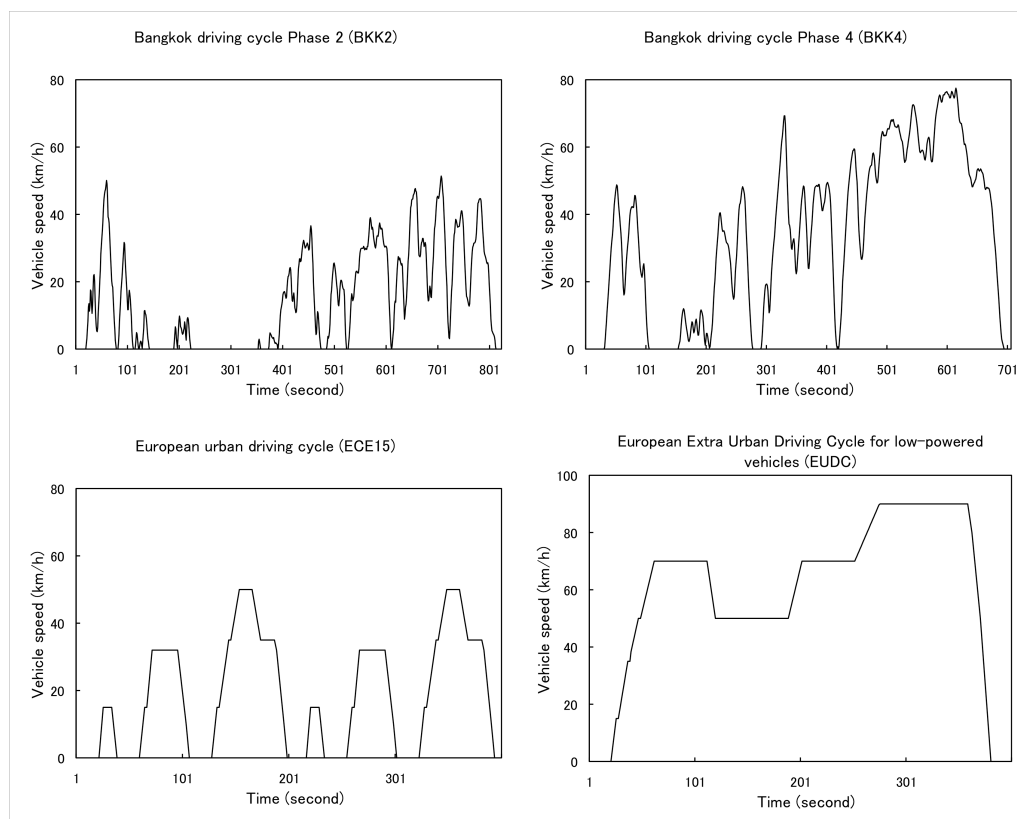 Bangkok driving cycle Phase 2 (BKK2)
80
60
40
20
0
Vehicle speed (km/h)
1 101 201 301 401 501 601 701 801
Time (second)
Bangkok driving cycle Phase 4 (BKK4)
80
60
40
20
0
Vehicle speed (km/h)
1 101 201 301 401 501 601 701
Time (second)
European urban driving cycle (ECE15)
80
60
40
20
0
Vehicle speed (km/h)
1 101 201 301
Time (second)
European Extra Urban Driving Cycle for low-powered
vehicles (EUDC)
100
80
60
40
20
0
Vehicle speed (km/h)
1 101 201 301
Time (second)